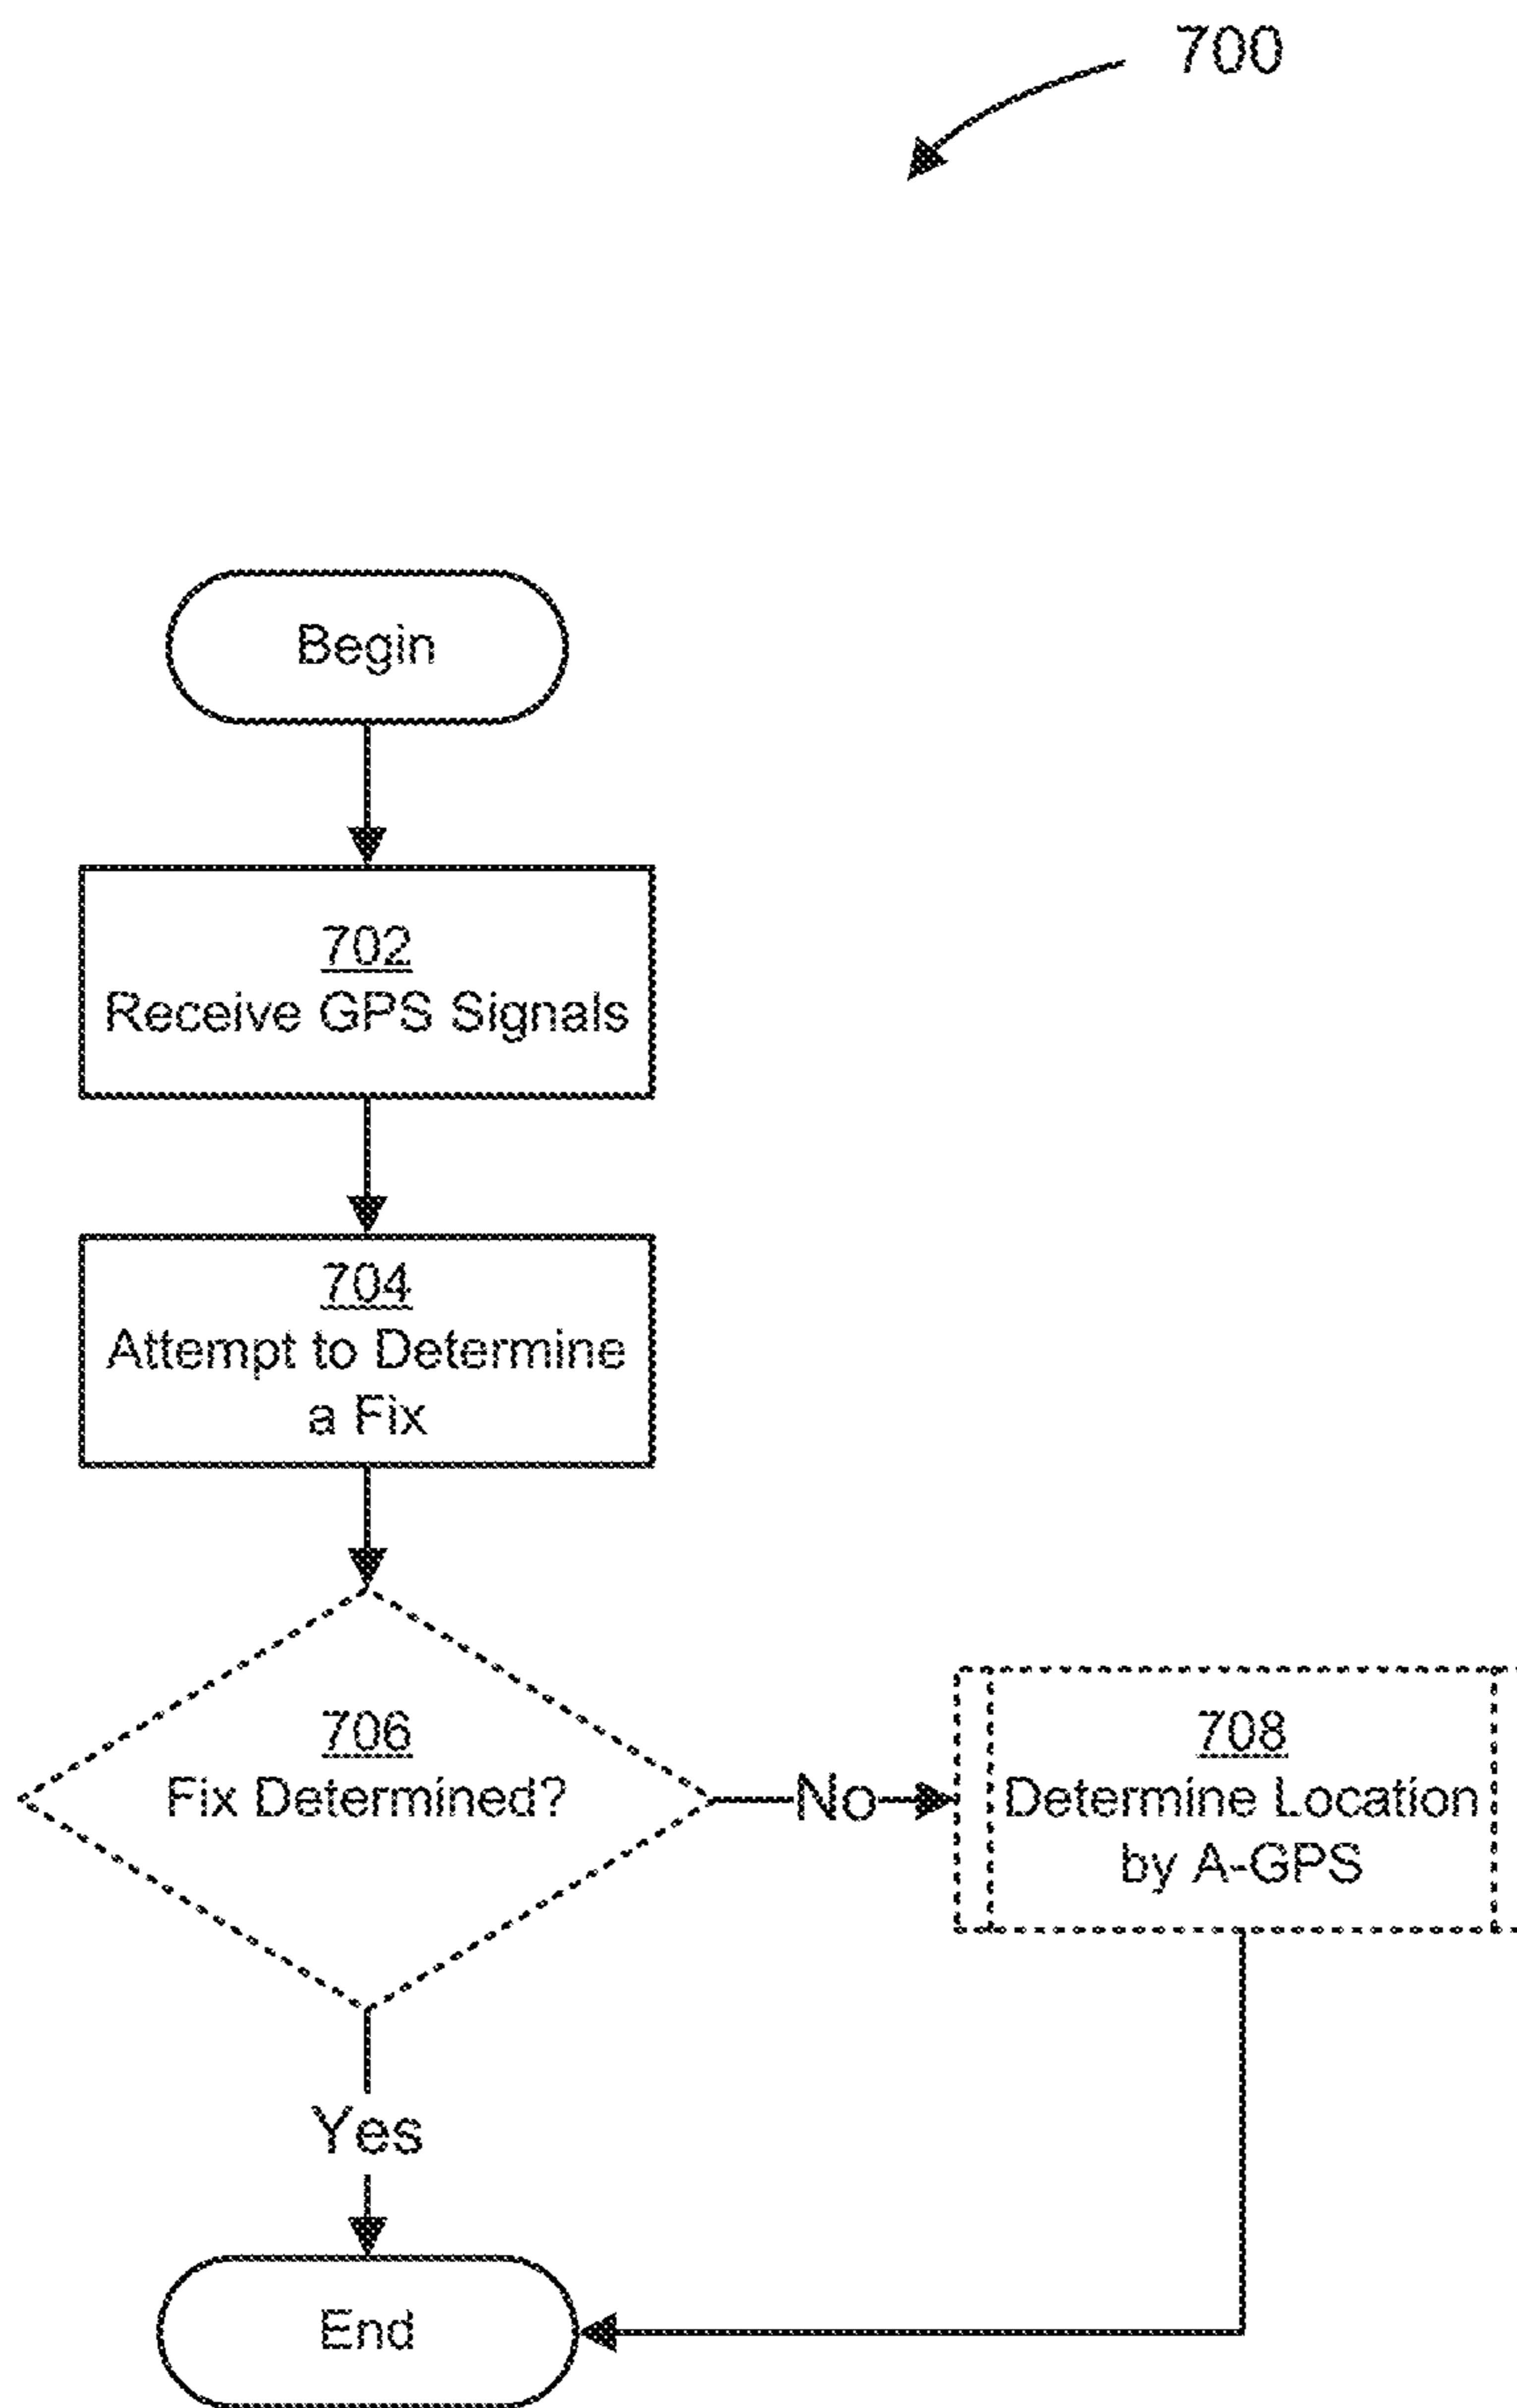 700
Begin
702
Receive GPS Signals
704
Attempt to Determine
a Fix
706
Fix Determined?
No
708
Determine Location
by A-GPS
Yes
End